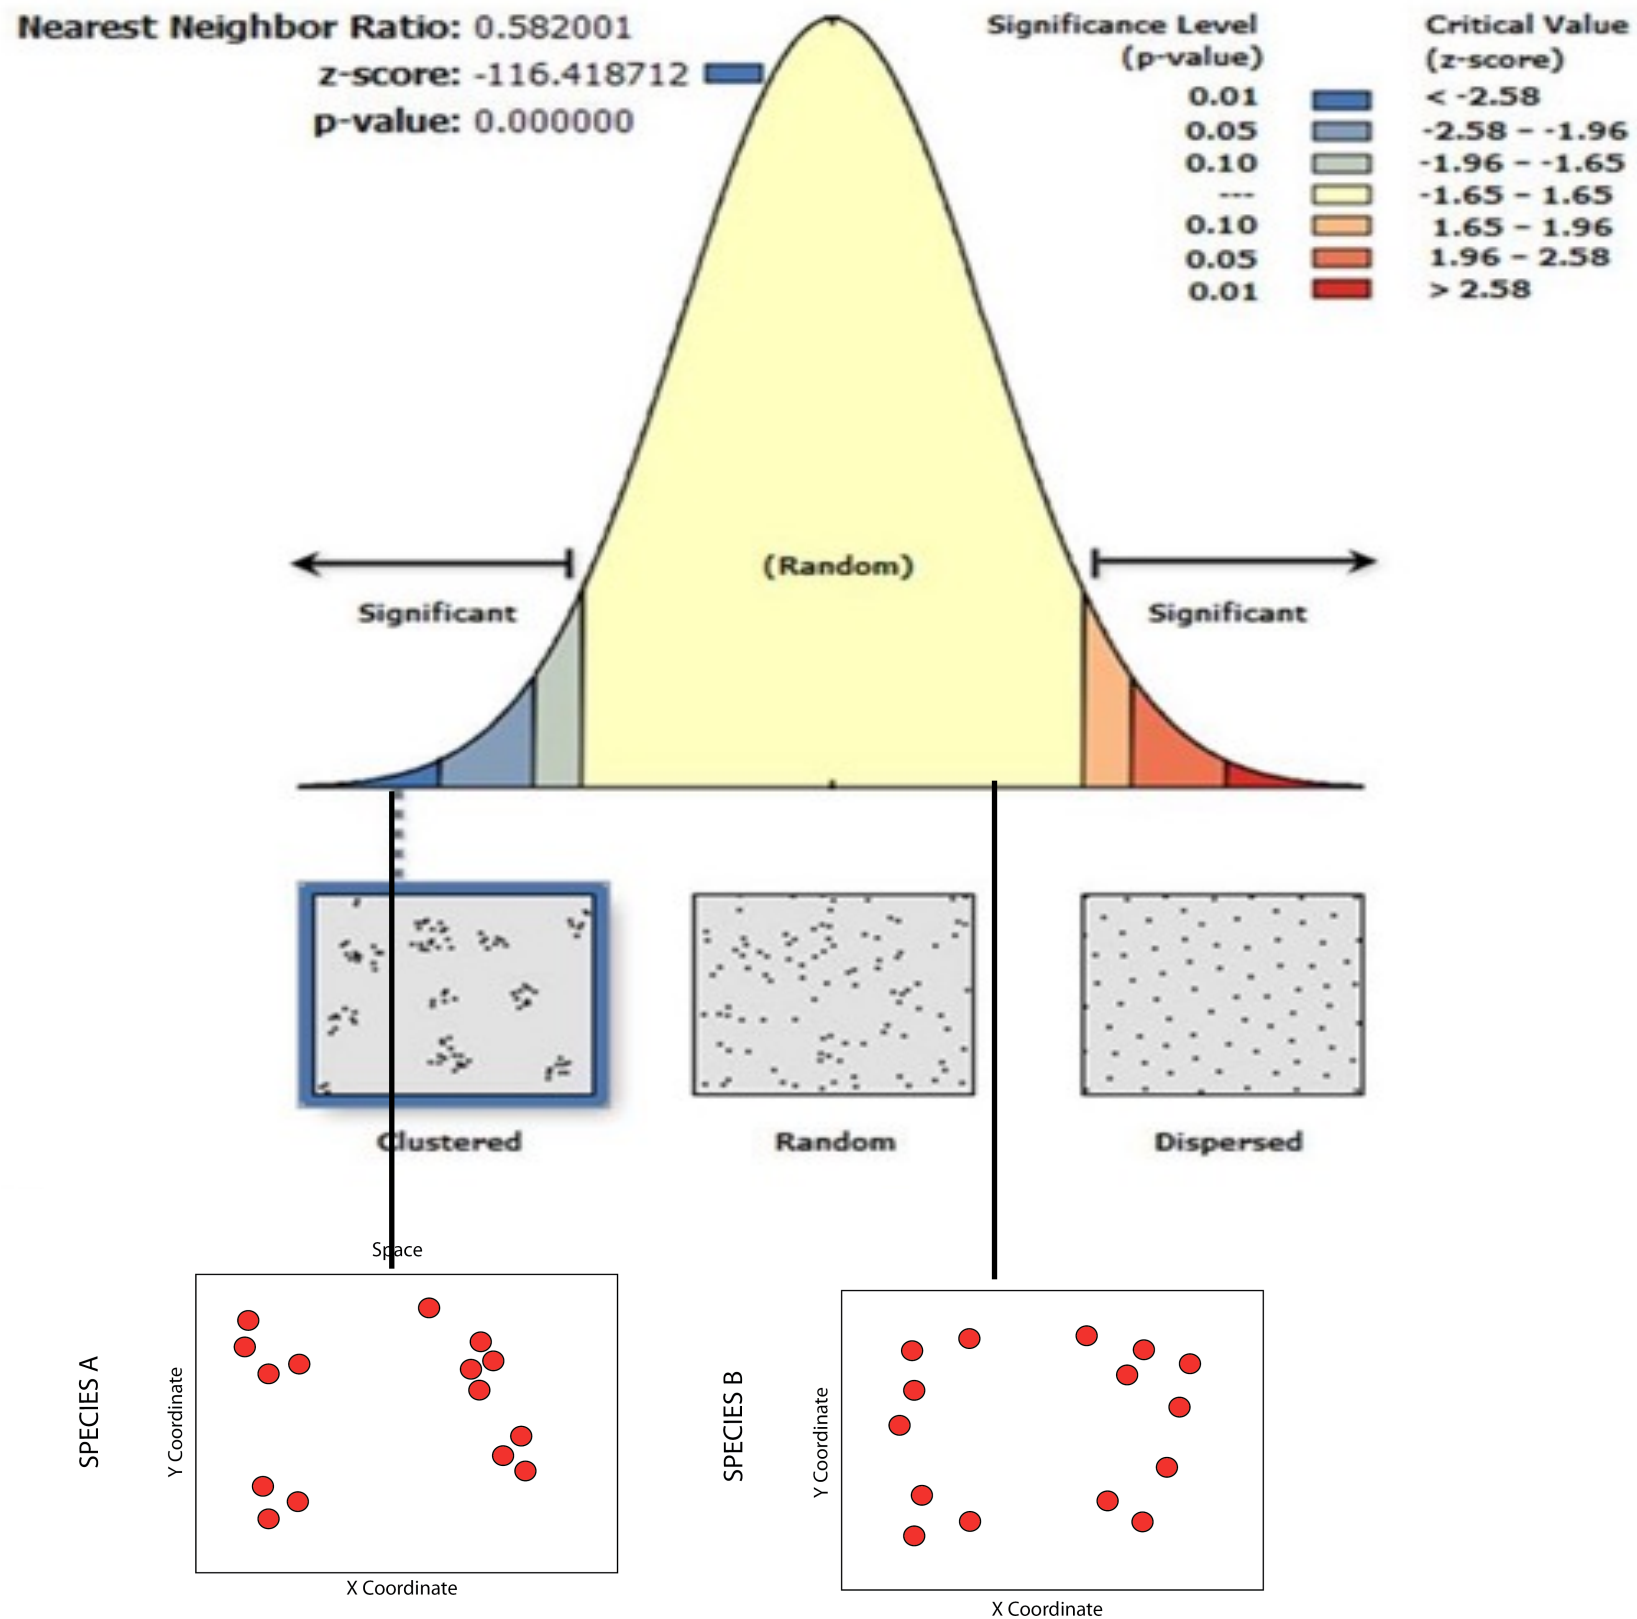 Nearest Neighbor Ratio: 0.582001
z-score: -116.418712
p-value: 0.000000
Significance Level
(p-value)
Critical Value
(z-score)
0.01 < -2.58
0.05 -2.58 - -1.96
0.10 -1.96 - -1.65
--- -1.65 - 1.65
0.10 1.65 - 1.96
0.05 1.96 - 2.58
0.01 > 2.58
(Random)
Significant
Significant
Clustered
Random
Dispersed
Space
SPECIES A
Y Coordinate
X Coordinate
SPECIES B
Y Coordinate
X Coordinate